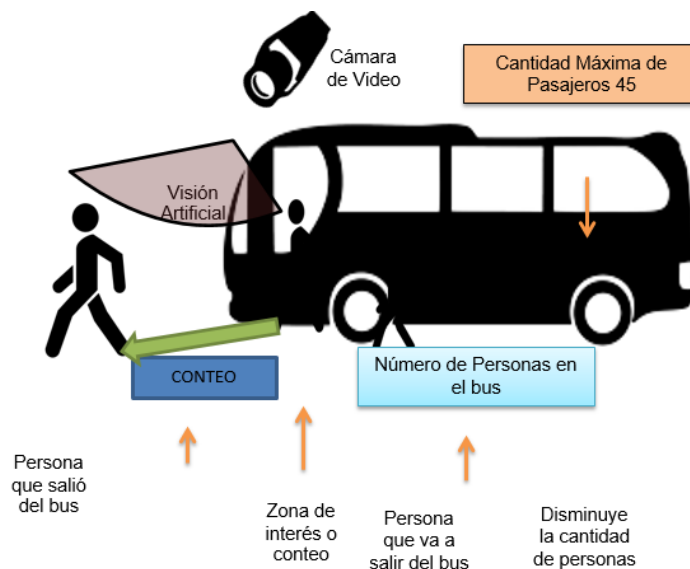 Cámara
de Video
Cantidad Máxima de
Pasajeros 45
Visión
Artificial
CONTEO
Número de Personas en
el bus
Persona
que salió
del bus
Zona de
interés o
conteo
Persona
que va a
salir del bus
Disminuye
la cantidad
de personas